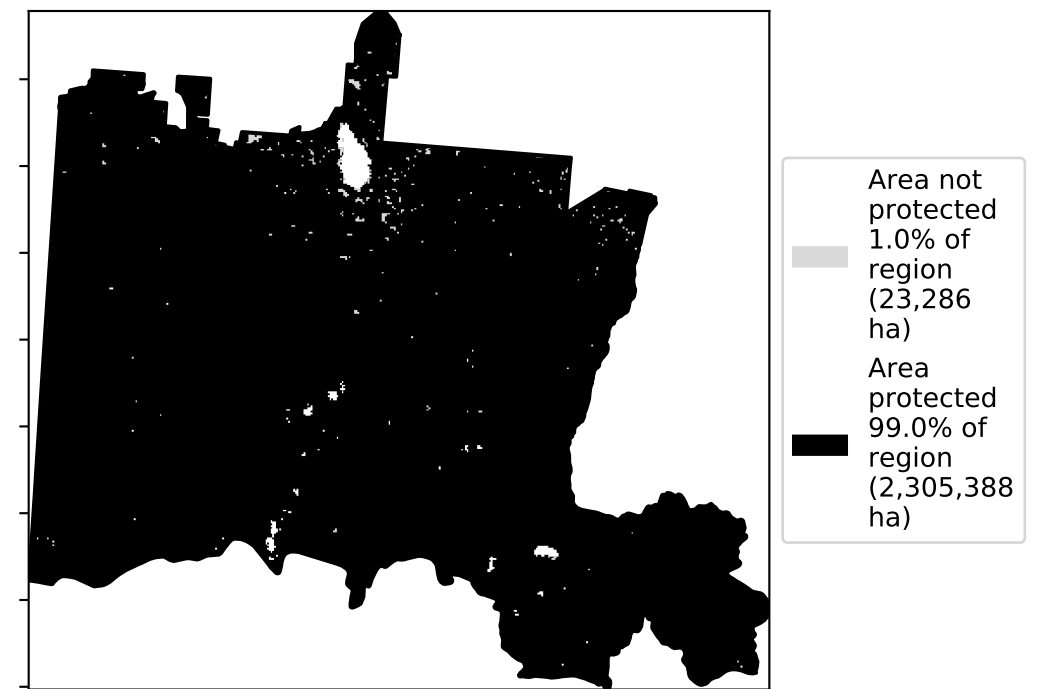 Area not
protected
1.0% of
region
(23,286
ha)
Area
protected
99.0% of
region
(2,305,388
ha)